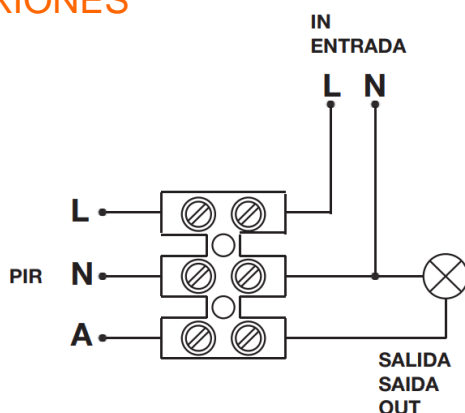 XIONES
IN
ENTRADA
L N
L
PIR N
A
SALIDA
SAIDA
OUT